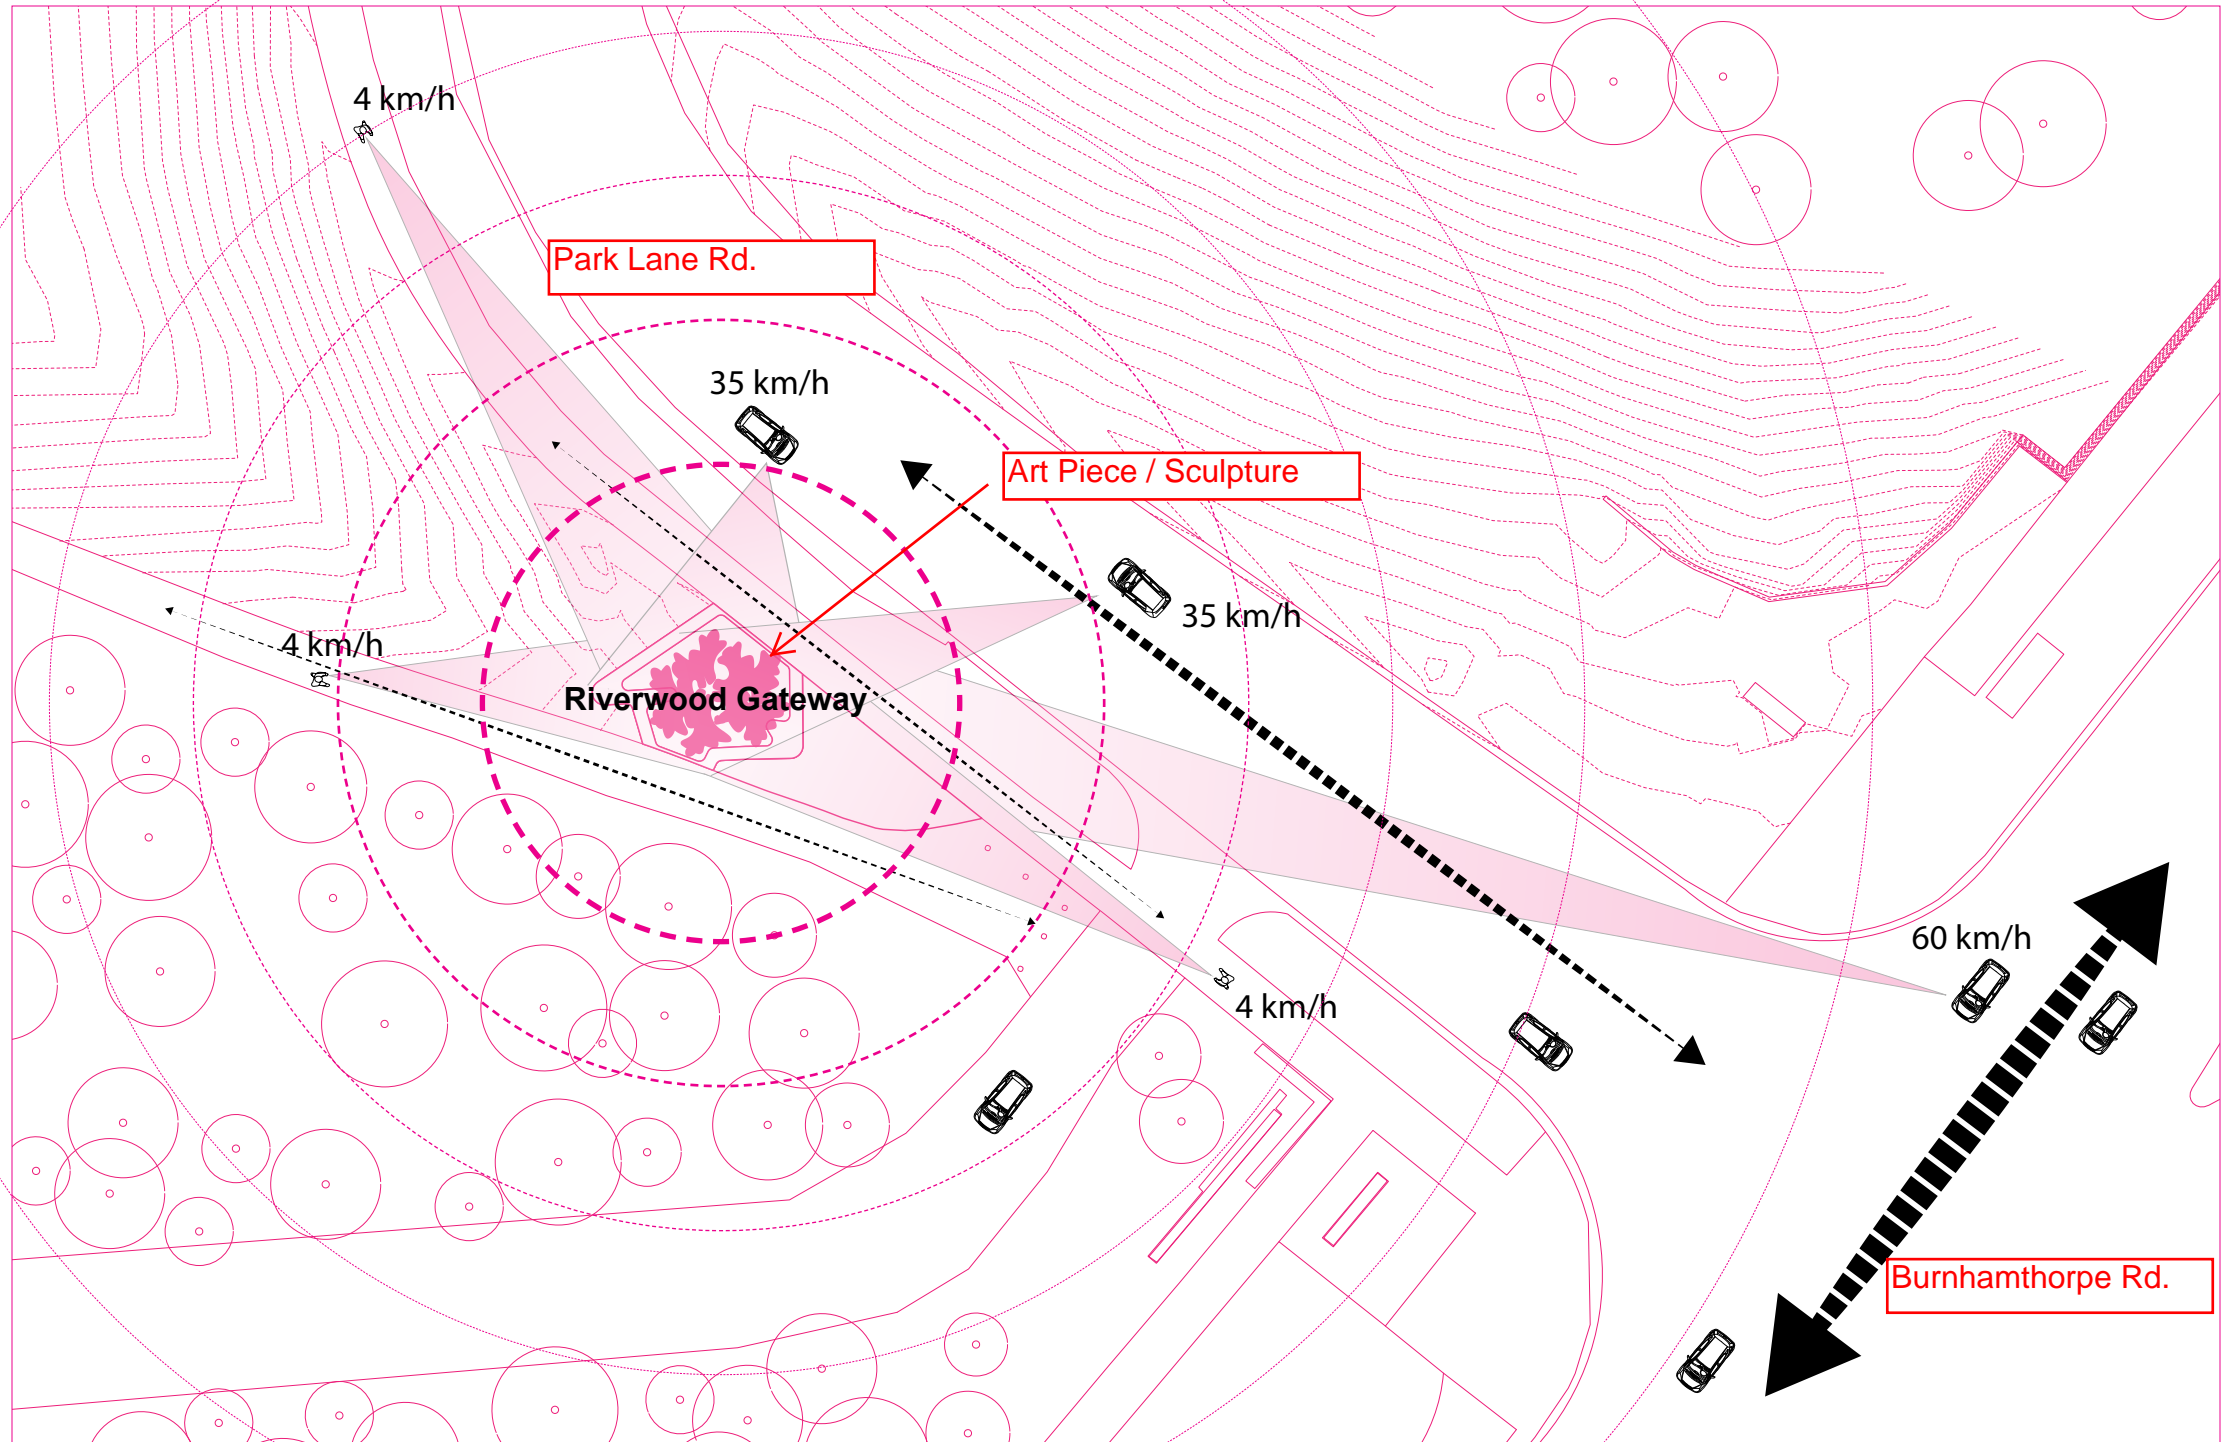 4 km/h
Park Lane Rd.
35 km/h
Art Piece / Sculpture
35 km/h
4 km/h
Riverwood Gateway
60 km/h
4 km/h
Burnhamthorpe Rd.